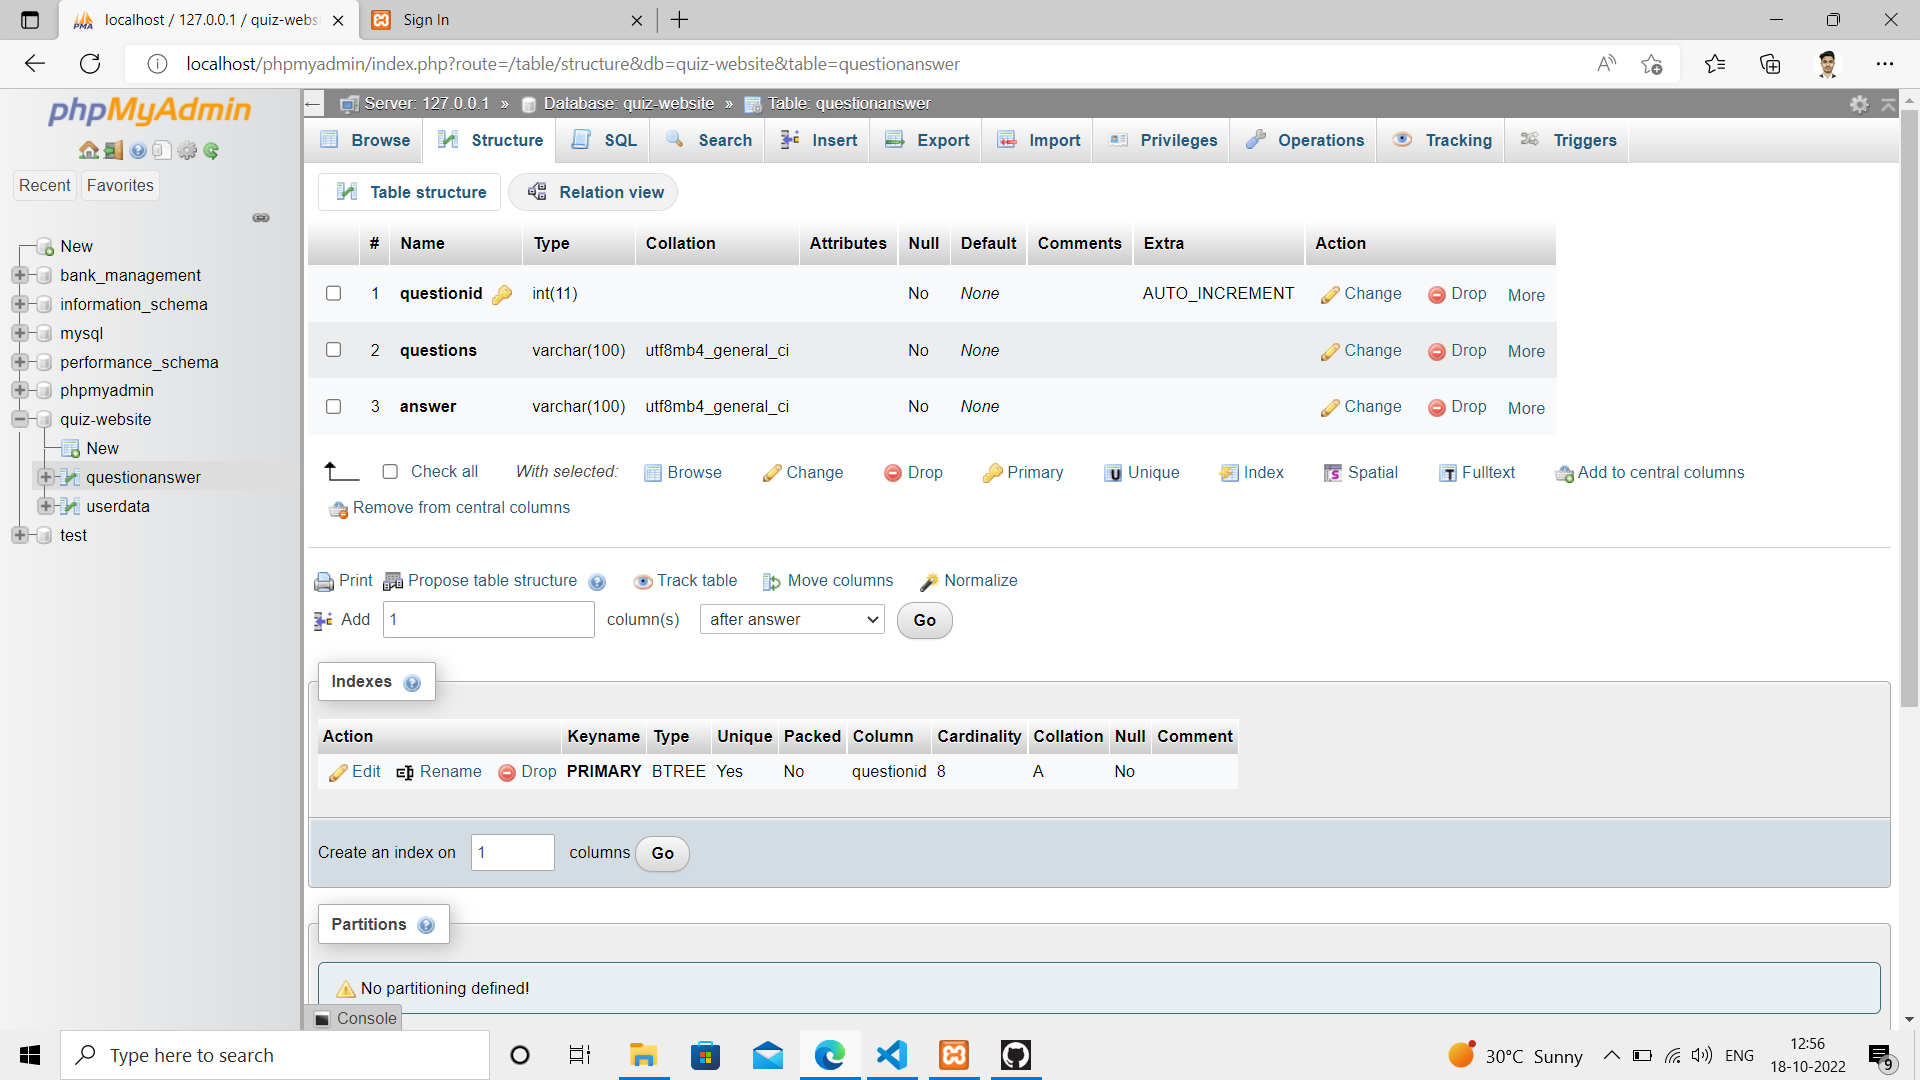 localhost / 127.0.0.1 / quiz-webs
Sign In
localhost/phpmyadmin/index.php?route=/table/structure&db=quiz-website&table=questionanswer
phpMyAdmin
Recent Favorites
New
bank_management
information_schema
mysql
performance_schema
phpmyadmin
quiz-website
New
questionanswer
userdata
test
Server: 127.0.0.1 » Database: quiz-website » Table: questionanswer
Browse Structure SQL Search Insert Export Import Privileges Operations Tracking Triggers
Table structure Relation view
# Name Type Collation Attributes Null Default Comments Extra Action
1 questionid int(11) No None AUTO_INCREMENT Change Drop More
2 questions varchar(100) utf8mb4_general_ci No None Change Drop More
3 answer varchar(100) utf8mb4_general_ci No None Change Drop More
Check all With selected: Browse Change Drop Primary Unique Index Spatial Fulltext Add to central columns
Remove from central columns
Print Propose table structure Track table Move columns Normalize
Add 1 column(s) after answer Go
Indexes
Action Keyname Type Unique Packed Column Cardinality Collation Null Comment
Edit Rename Drop PRIMARY BTREE Yes No questionid 8 A No
Create an index on 1 columns Go
Partitions
No partitioning defined!
Console
Type here to search
30°C Sunny
ENG
12:56
18-10-2022
9